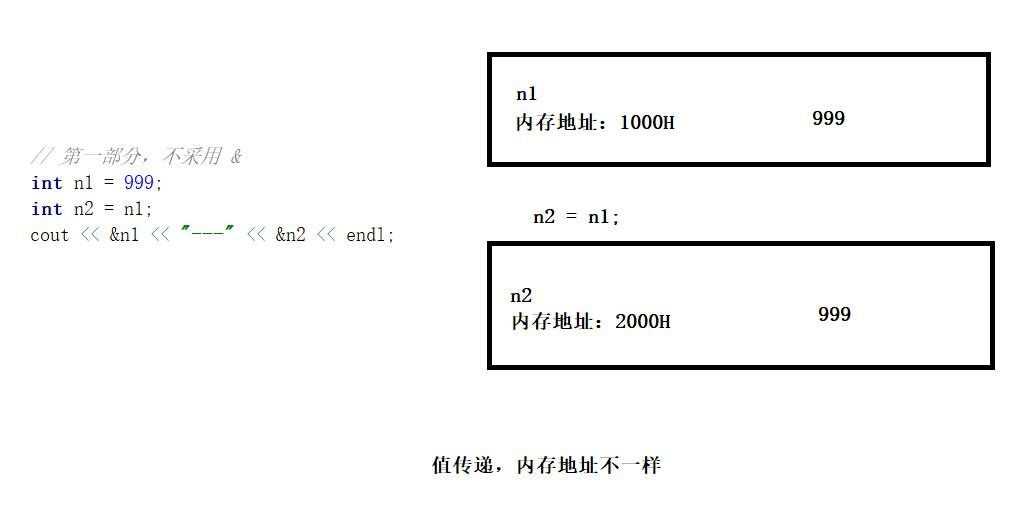 // 第一部分，不采用 &
int n1 = 999;
int n2 = n1;
cout << &n1 << "---" << &n2 << endl;
n1
内存地址：1000H
999
n2 = n1;
n2
内存地址：2000H
999
值传递，内存地址不一样